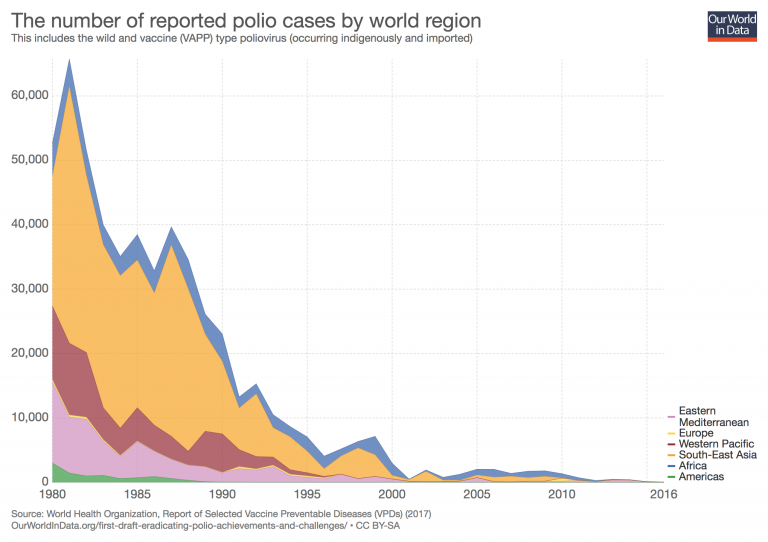 The number of reported polio cases by world region
This includes the wild and vaccine (VAPP) type poliovirus (occurring indigenously and imported)
Our World
in Data
60,000
50,000
40,000
30,000
20,000
10,000
0
1980 1985 1990 1995 2000 2005 2010 2016
Eastern
Mediterranean
Europe
Western Pacific
South-East Asia
Africa
Americas
Source: World Health Organization, Report of Selected Vaccine Preventable Diseases (VPDs) (2017)
OurWorldInData.org/first-draft-eradicating-polio-achievements-and-challenges/ • CC BY-SA